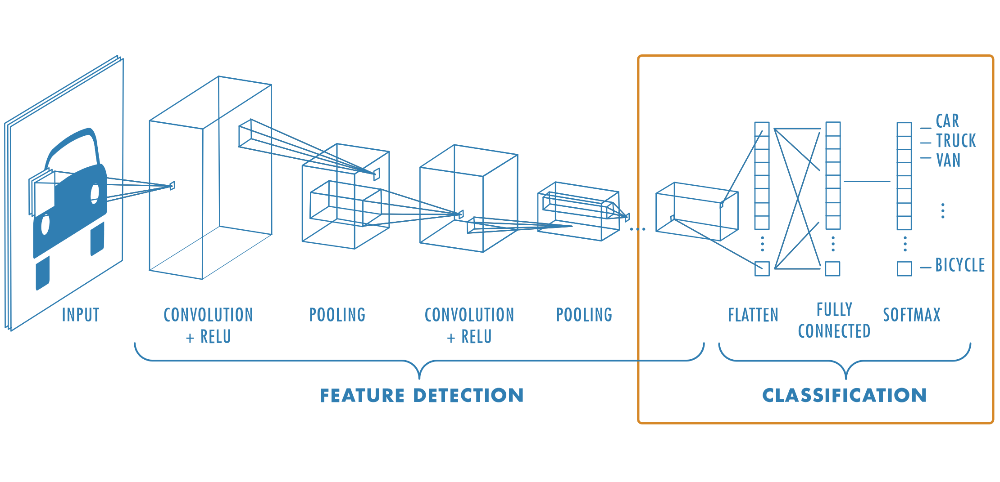 CAR
TRUCK
VAN
BICYCLE
INPUT
CONVOLUTION
+ RELU
POOLING
CONVOLUTION
+ RELU
POOLING
FLATTEN
FULLY
CONNECTED
SOFTMAX
FEATURE DETECTION
CLASSIFICATION